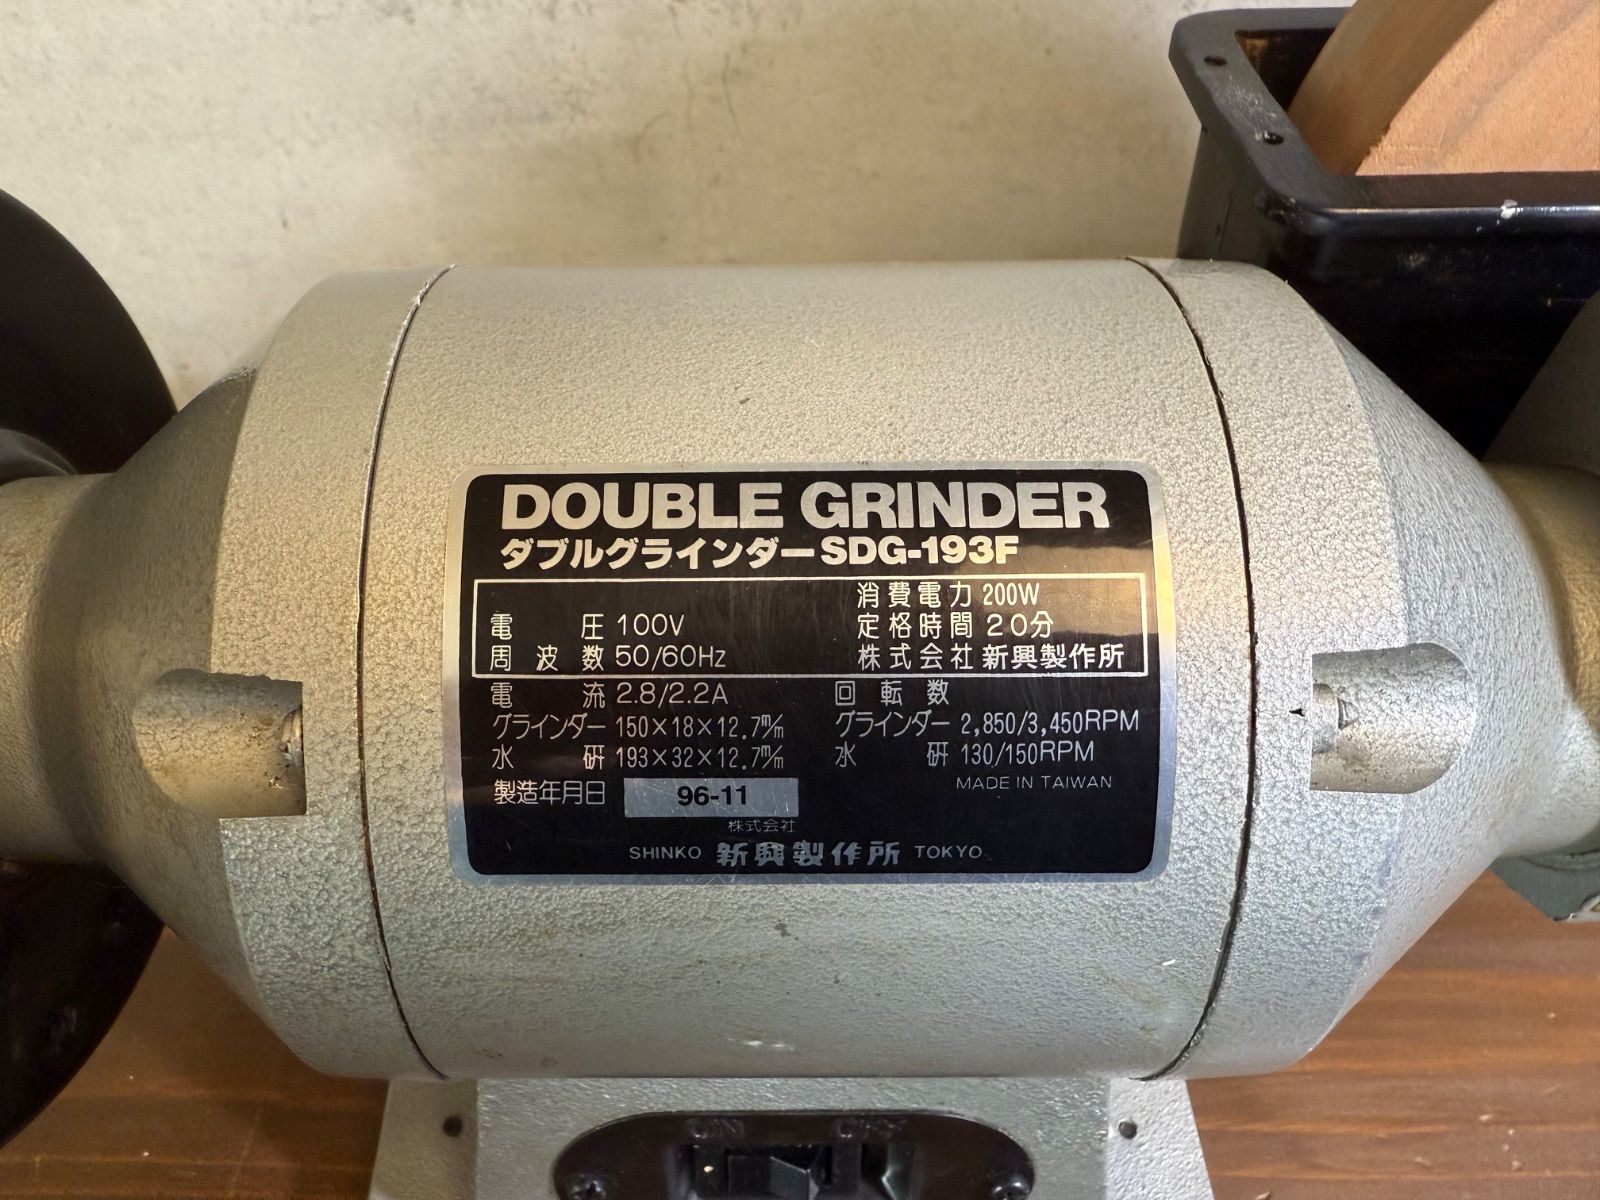 DOUBLE GRINDER
ダブルグラインダー SDG-193F
消費電力 200W
電圧 100V 定格時間 20分
周波数 50/60Hz 株式会社 新興製作所
電流 2.8/2.2A 回転数
グラインダー 150×18×12.7m/m グラインダー 2,850/3,450RPM
水研 193×32×12.7m/m 水研 130/150RPM
MADE IN TAIWAN
製造年月日 96-11
株式会社
SHINKO 新興製作所 TOKYO